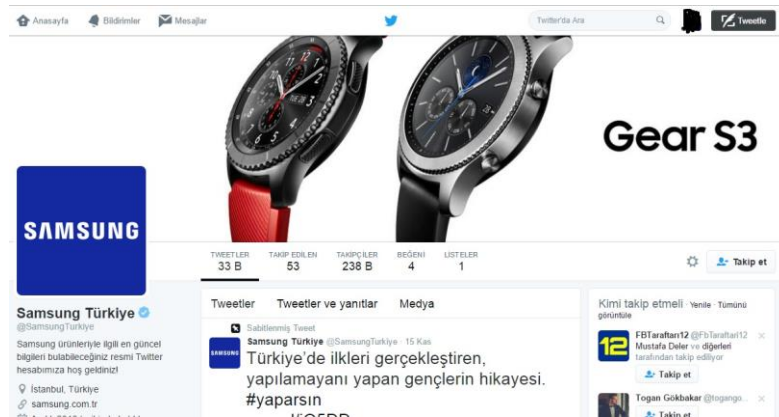 Anasayfa Bildirimler Mesajlar Twitter'da Ara Tweetle
Gear S3
SAMSUNG
TWEETLER TAKİP EDİLEN TAKİPÇİLER BEĞENİ LİSTELER
33 B 53 238 B 4 1
Takip et
Samsung Türkiye
@SamsungTurkiye
Samsung ürünleriyle ilgili en güncel
bilgileri bulabileceğiniz resmi Twitter
hesabımıza hoş geldiniz!
İstanbul, Türkiye
samsung.com.tr
Tweetler Tweetler ve yanıtlar Medya
Sabitlenmiş Tweet
SAMSUNG
Samsung Türkiye @SamsungTurkiye · 15 Kas
Türkiye'de ilkleri gerçekleştiren,
yapılamayanı yapan gençlerin hikayesi.
#yaparsın
Kimi takip etmeli · Yenile · Tümünü
görüntüle
12
FBTaraftarı12 @FbTaraftari12
Mustafa Deler ve diğerleri
tarafından takip ediliyor
Takip et
Togan Gökbakar @togango...
Takip et